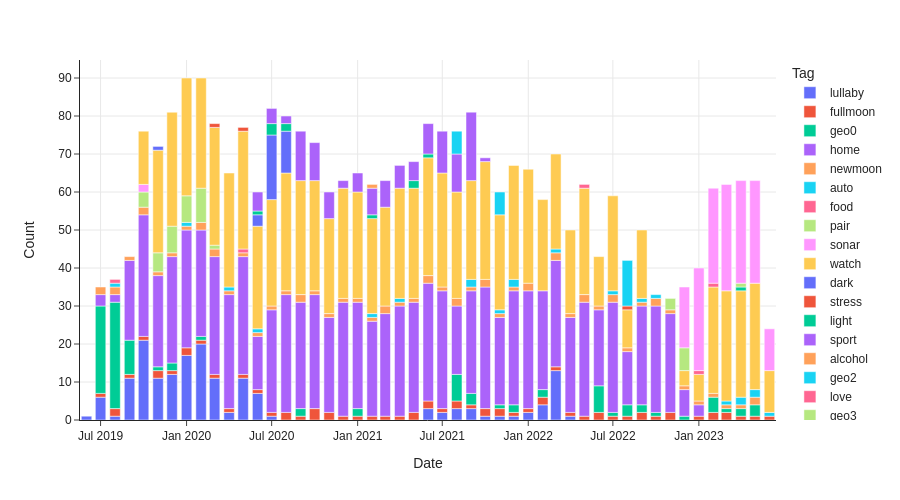 Tag
lullaby
fullmoon
geo0
home
newmoon
auto
food
pair
sonar
watch
dark
stress
light
sport
alcohol
geo2
love
geo3
90
80
70
60
50
40
30
20
10
0
Count
Jul 2019
Jan 2020
Jul 2020
Jan 2021
Jul 2021
Jan 2022
Jul 2022
Jan 2023
Date